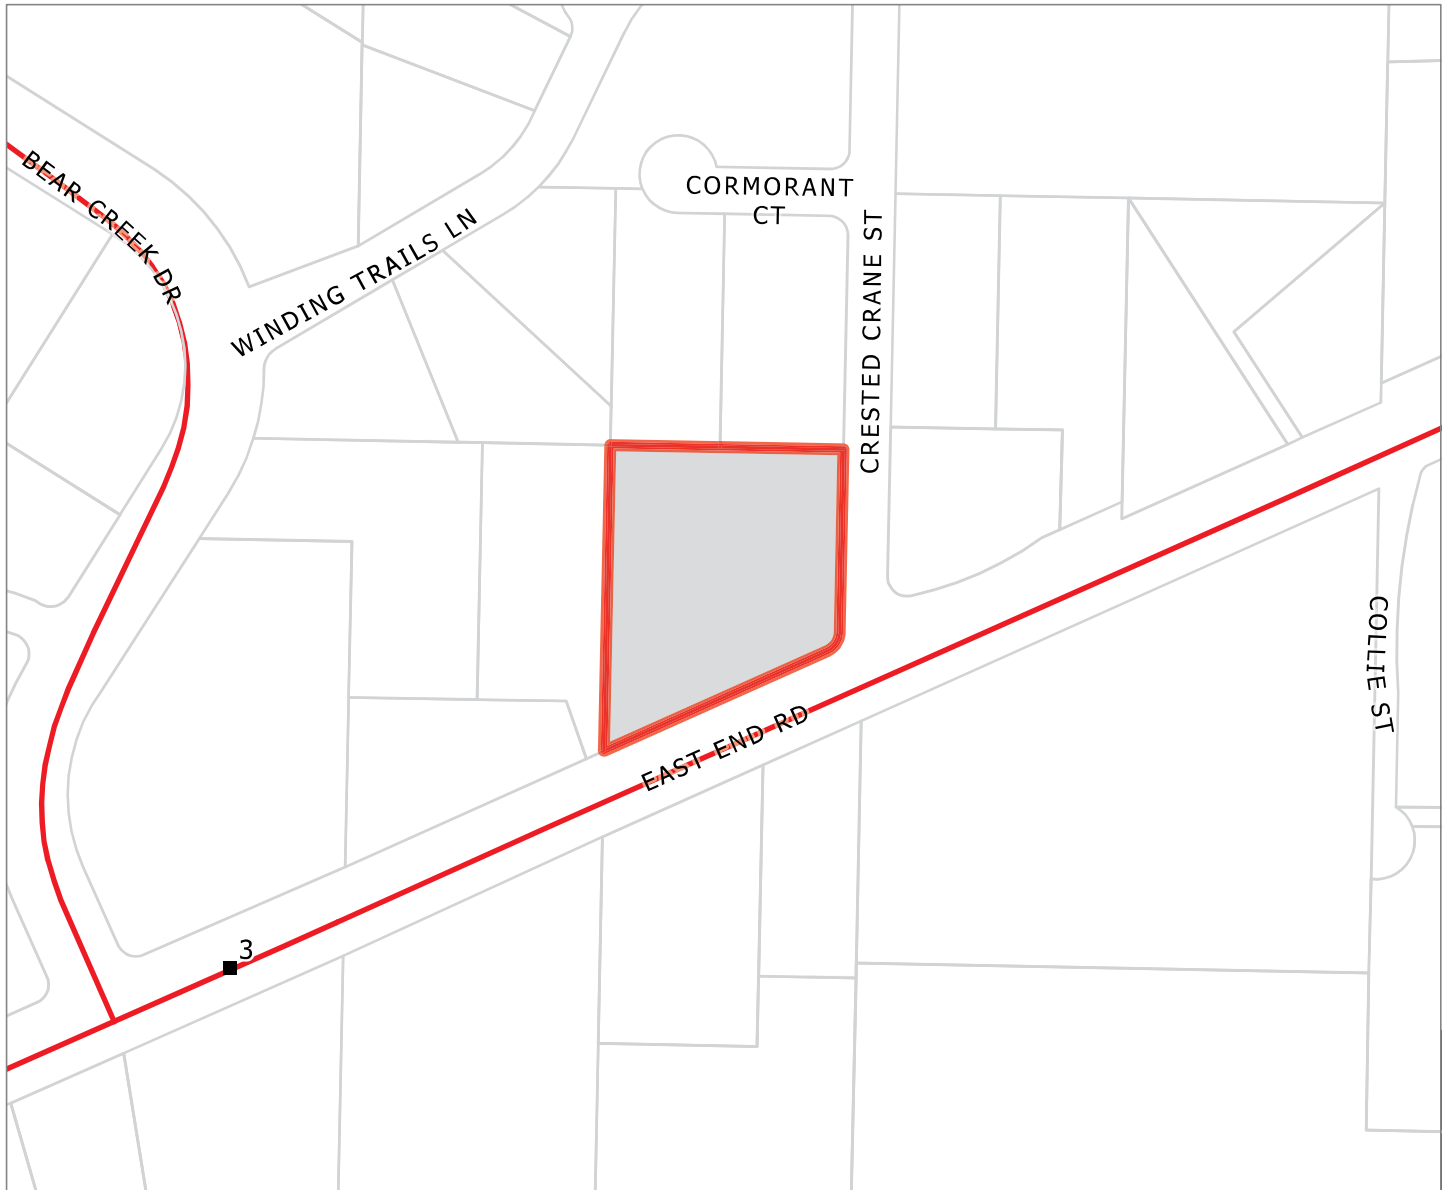 BEAR CREEK DR
WINDING TRAILS LN
CORMORANT
CT
CRESTED CRANE ST
COLLIE ST
EAST END RD
3